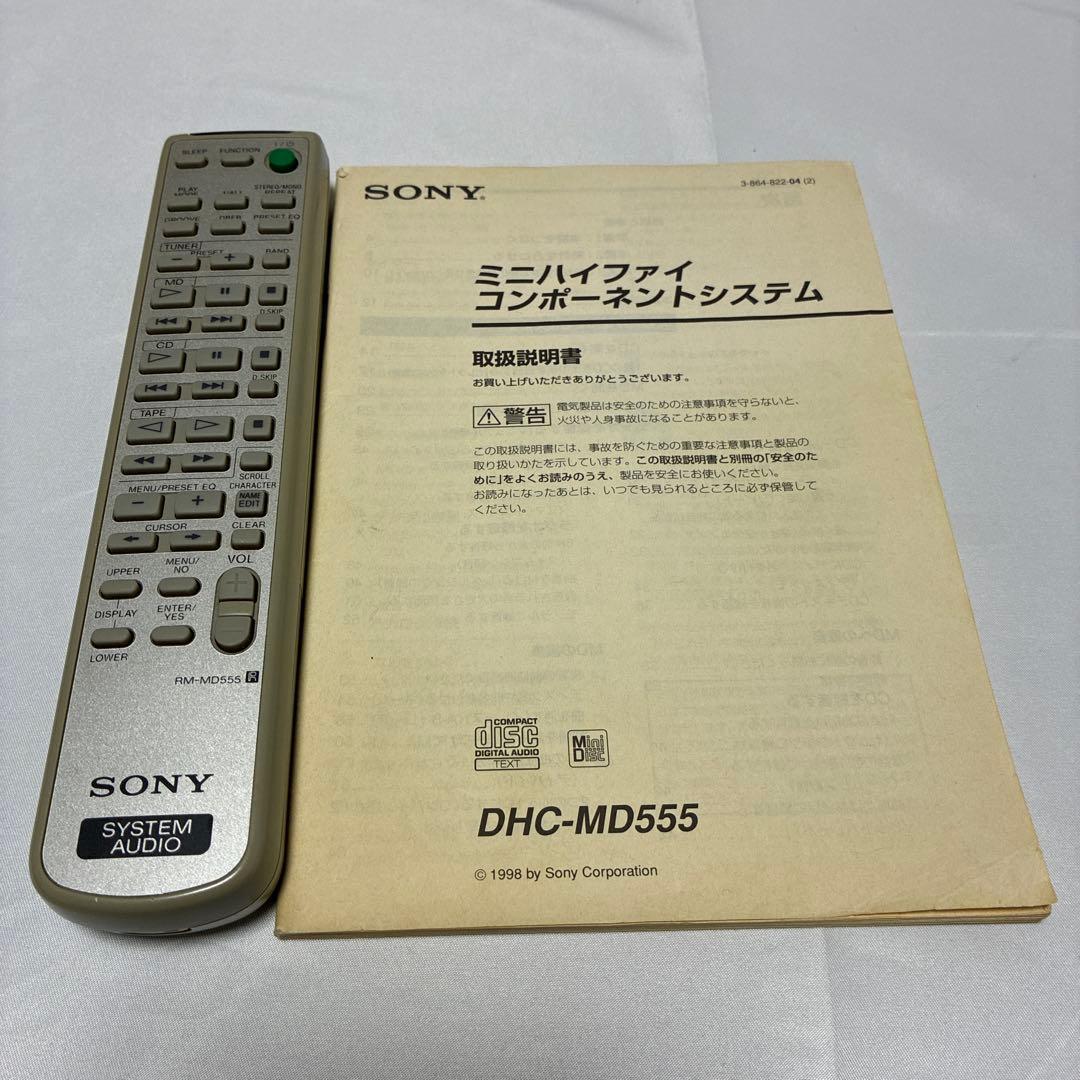 I/⏻
SLEEP FUNCTION
PLAY MODE
STEREO/MONO
REPEAT
GROOVE DBFB PRESET EQ
TUNER
PRESET BAND
− +
MD
D.SKIP
CD
D.SKIP
TAPE
SCROLL
MENU/PRESET EQ CHARACTER
− + NAME
EDIT
CURSOR CLEAR
UPPER MENU/
NO VOL
+
DISPLAY ENTER/
YES
−
LOWER
RM-MD555 R
SONY
SYSTEM
AUDIO
SONY®
3-864-822-04 (2)
ミニハイファイ
コンポーネントシステム
取扱説明書
お買い上げいただきありがとうございます。
警告 電気製品は安全のための注意事項を守らないと、
火災や人身事故になることがあります。
この取扱説明書には、事故を防ぐための重要な注意事項と製品の
取り扱いかたを示しています。この取扱説明書と別冊の「安全のた
めに」をよくお読みのうえ、製品を安全にお使いください。
お読みになったあとは、いつでも見られるところに必ず保管して
ください。
COMPACT
disc
DIGITAL AUDIO
TEXT
Mini
Disc
DHC-MD555
© 1998 by Sony Corporation